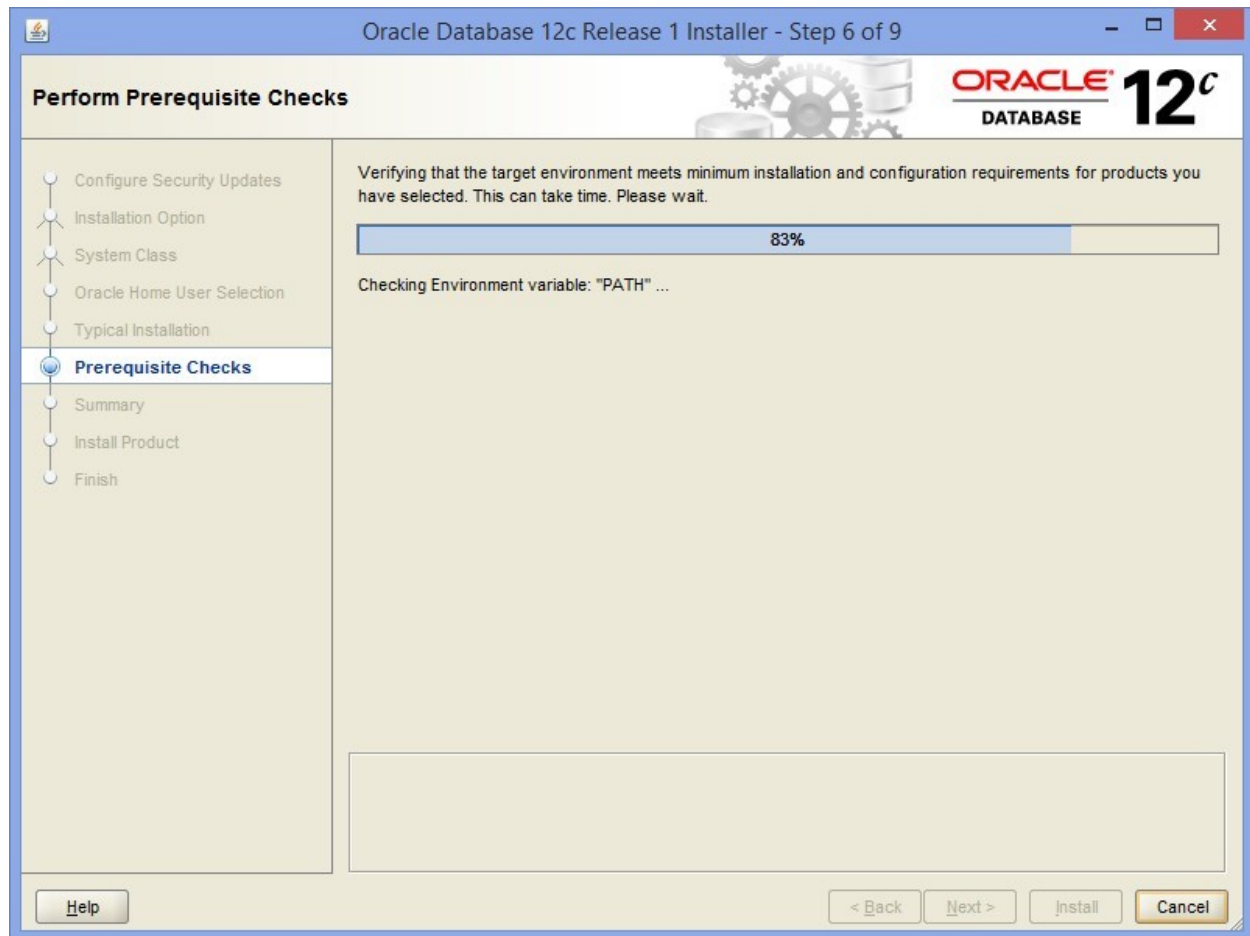 Oracle Database 12c Release 1 Installer - Step 6 of 9
Perform Prerequisite Checks
ORACLE
DATABASE
12c
Configure Security Updates
Installation Option
System Class
Oracle Home User Selection
Typical Installation
Prerequisite Checks
Summary
Install Product
Finish
Verifying that the target environment meets minimum installation and configuration requirements for products you
have selected. This can take time. Please wait.
83%
Checking Environment variable: "PATH" ...
Help
< Back
Next >
Install
Cancel